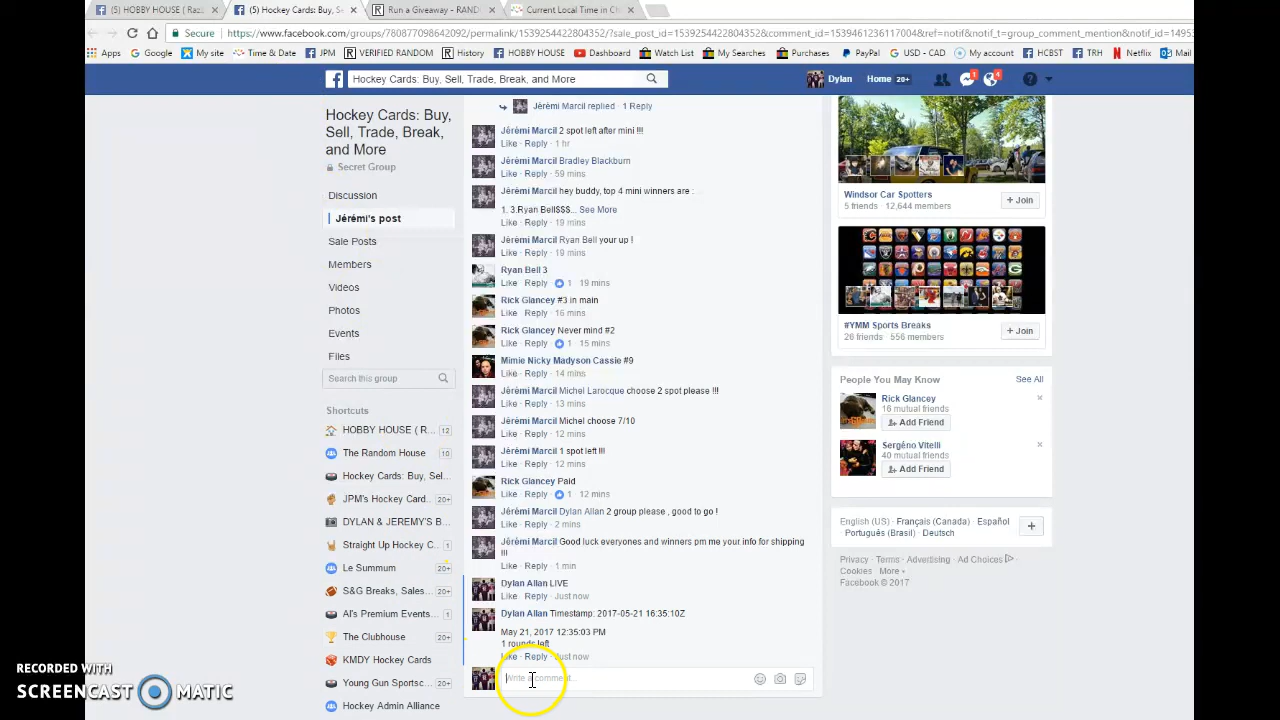 (5) HOBBY HOUSE ( Razz
(5) Hockey Cards: Buy, S
Run a Giveaway – RAND
Current Local Time in Ch
Secure
https://www.facebook.com/groups/780877098642092/permalink/1539254422804352/?sale_post_id=1539254422804352&comment_id=1539461236117004&ref=notif&notif_t=group_comment_mention&notif_id=14953
Apps
Google
My site
Time & Date
JPM
VERIFIED RANDOM
History
HOBBY HOUSE
Dashboard
Watch List
My Searches
Purchases
PayPal
USD - CAD
My account
HCBST
TRH
Netflix
Mail
Hockey Cards: Buy, Sell, Trade, Break, and More
Dylan
Home 20+
1
4
Hockey Cards: Buy,
Sell, Trade, Break,
and More
Secret Group
Discussion
Jérémi's post
Sale Posts
Members
Videos
Photos
Events
Files
Search this group
Shortcuts
HOBBY HOUSE ( R... 12
The Random House 10
Hockey Cards: Buy, Sel...
JPM's Hockey Card... 20+
DYLAN & JEREMY'S B...
Straight Up Hockey C... 1
Le Summum 20+
S&G Breaks, Sales... 20+
Al's Premium Events... 1
The Clubhouse 20+
KMDY Hockey Cards
Young Gun Sportsc...
Hockey Admin Alliance
Jérémi Marcil replied · 1 Reply
Jérémi Marcil 2 spot left after mini !!!
Like · Reply · 1 hr
Jérémi Marcil Bradley Blackburn
Like · Reply · 59 mins
Jérémi Marcil hey buddy, top 4 mini winners are :
1. 3.Ryan Bell$$$... See More
Like · Reply · 19 mins
Jérémi Marcil Ryan Bell your up !
Like · Reply · 19 mins
Ryan Bell 3
Like · Reply · 1 · 19 mins
Rick Glancey #3 in main
Like · Reply · 16 mins
Rick Glancey Never mind #2
Like · Reply · 1 · 15 mins
Mimie Nicky Madyson Cassie #9
Like · Reply · 14 mins
Jérémi Marcil Michel Larocque choose 2 spot please !!!
Like · Reply · 13 mins
Jérémi Marcil Michel choose 7/10
Like · Reply · 12 mins
Jérémi Marcil 1 spot left !!!
Like · Reply · 12 mins
Rick Glancey Paid
Like · Reply · 1 · 12 mins
Jérémi Marcil Dylan Allan 2 group please , good to go !
Like · Reply · 2 mins
Jérémi Marcil Good luck everyones and winners pm me your info for shipping
!!!
Like · Reply · 1 min
Dylan Allan LIVE
Like · Reply · Just now
Dylan Allan Timestamp: 2017-05-21 16:35:10Z
May 21, 2017 12:35:03 PM
1 rounds left
Like · Reply · Just now
Write a comment...
Windsor Car Spotters
5 friends · 12,644 members
+ Join
#YMM Sports Breaks
26 friends · 556 members
+ Join
People You May Know
See All
Rick Glancey
16 mutual friends
Add Friend
Sergéno Vitelli
40 mutual friends
Add Friend
English (US) · Français (Canada) · Español
Português (Brasil) · Deutsch
Privacy · Terms · Advertising · Ad Choices
Cookies · More
Facebook © 2017
RECORDED WITH
SCREENCAST MATIC